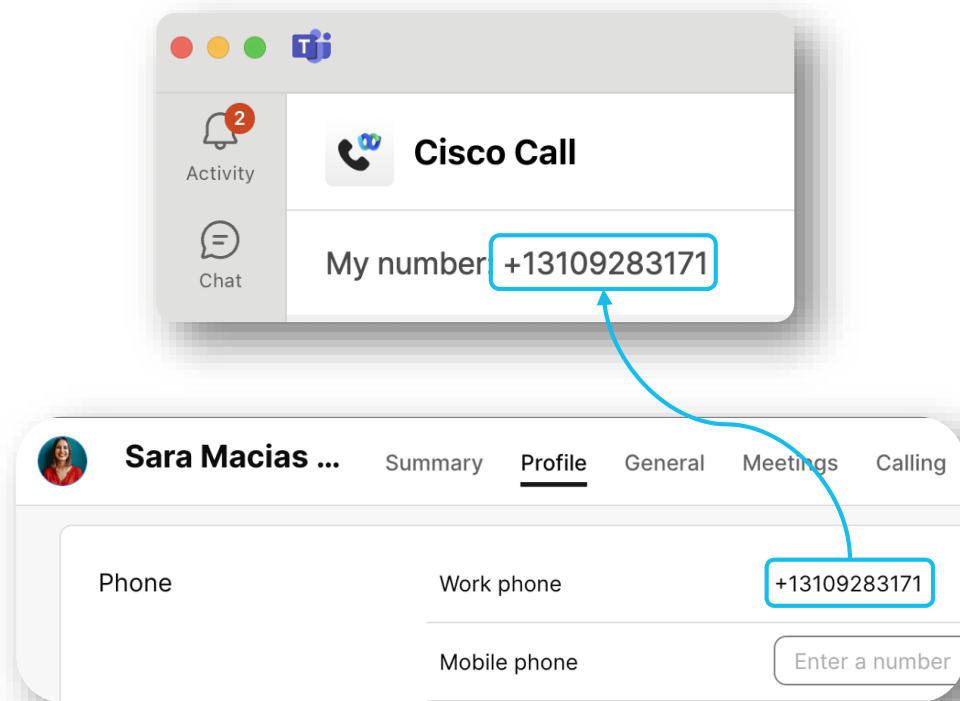 T
2
Activity
Cisco Call
Chat
My number: +13109283171
Sara Macias ...
Summary
Profile
General
Meetings
Calling
Phone
Work phone
+13109283171
Mobile phone
Enter a number